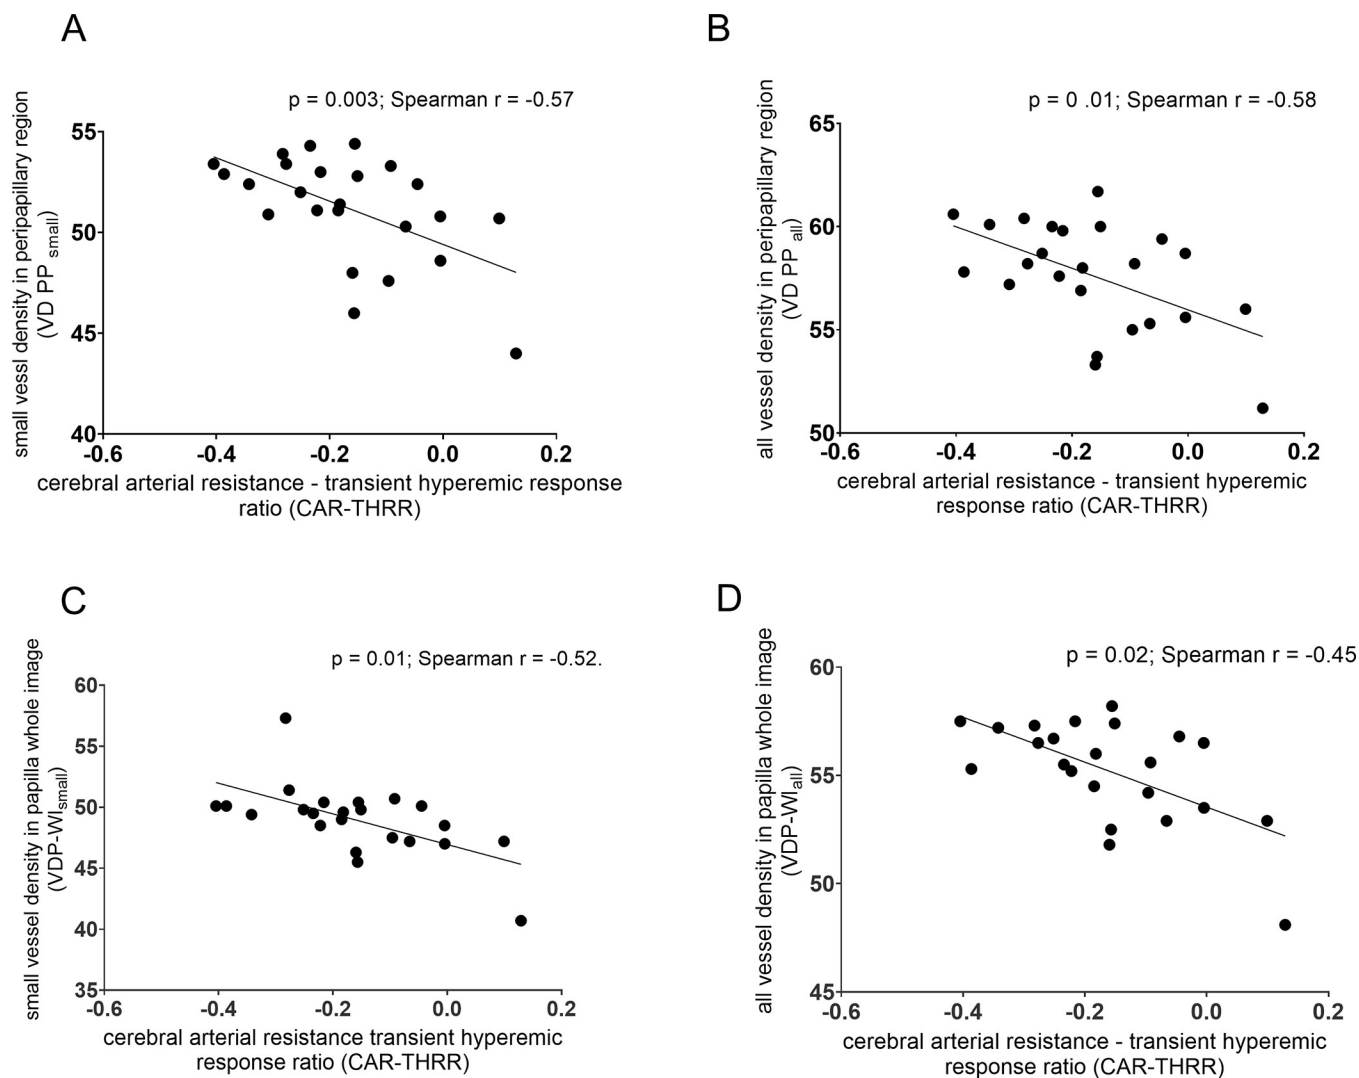 A
p = 0.003; Spearman r = -0.57
small vessl density in peripapillary region
(VD PP small)
55
50
45
40
-0.6 -0.4 -0.2 0.0 0.2
cerebral arterial resistance - transient hyperemic response
ratio (CAR-THRR)
B
p = 0 .01; Spearman r = -0.58
all vessel density in peripapillary region
(VD PP all)
65
60
55
50
-0.6 -0.4 -0.2 0.0 0.2
cerebral arterial resistance - transient hyperemic
response ratio (CAR-THRR)
C
p = 0.01; Spearman r = -0.52.
small vessel density in papilla whole image
(VDP-WIsmall)
60
55
50
45
40
35
-0.6 -0.4 -0.2 0.0 0.2
cerebral arterial resistance transient hyperemic
response ratio (CAR-THRR)
D
p = 0.02; Spearman r = -0.45
all vessel density in papilla whole image
(VDP-WIall)
60
55
50
45
-0.6 -0.4 -0.2 0.0 0.2
cerebral arterial resistance - transient hyperemic
response ratio (CAR-THRR)